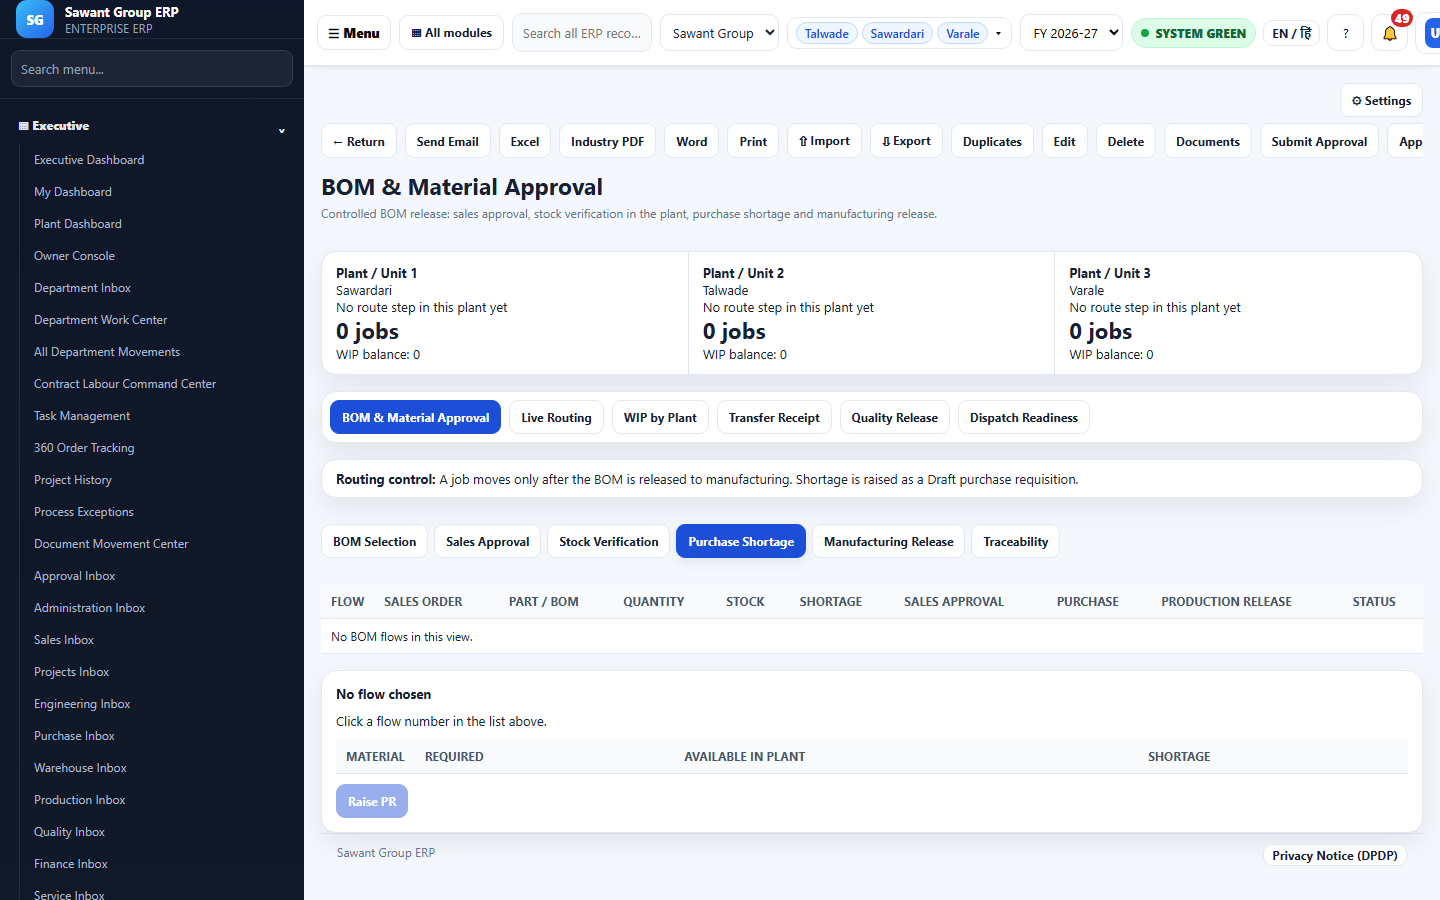 SG
Sawant Group ERP
ENTERPRISE ERP
Search menu...
Executive
Executive Dashboard
My Dashboard
Plant Dashboard
Owner Console
Department Inbox
Department Work Center
All Department Movements
Contract Labour Command Center
Task Management
360 Order Tracking
Project History
Process Exceptions
Document Movement Center
Approval Inbox
Administration Inbox
Sales Inbox
Projects Inbox
Engineering Inbox
Purchase Inbox
Warehouse Inbox
Production Inbox
Quality Inbox
Finance Inbox
Service Inbox
☰ Menu
All modules
Search all ERP reco...
Sawant Group
Talwade
Sawardari
Varale
FY 2026-27
SYSTEM GREEN
EN / हिं
?
49
U
⚙ Settings
← Return
Send Email
Excel
Industry PDF
Word
Print
⇧ Import
⇩ Export
Duplicates
Edit
Delete
Documents
Submit Approval
App
BOM & Material Approval
Controlled BOM release: sales approval, stock verification in the plant, purchase shortage and manufacturing release.
Plant / Unit 1
Sawardari
No route step in this plant yet
0 jobs
WIP balance: 0
Plant / Unit 2
Talwade
No route step in this plant yet
0 jobs
WIP balance: 0
Plant / Unit 3
Varale
No route step in this plant yet
0 jobs
WIP balance: 0
BOM & Material Approval
Live Routing
WIP by Plant
Transfer Receipt
Quality Release
Dispatch Readiness
Routing control: A job moves only after the BOM is released to manufacturing. Shortage is raised as a Draft purchase requisition.
BOM Selection
Sales Approval
Stock Verification
Purchase Shortage
Manufacturing Release
Traceability
FLOW SALES ORDER PART / BOM QUANTITY STOCK SHORTAGE SALES APPROVAL PURCHASE PRODUCTION RELEASE STATUS
No BOM flows in this view.
No flow chosen
Click a flow number in the list above.
MATERIAL REQUIRED AVAILABLE IN PLANT SHORTAGE
Raise PR
Sawant Group ERP
Privacy Notice (DPDP)